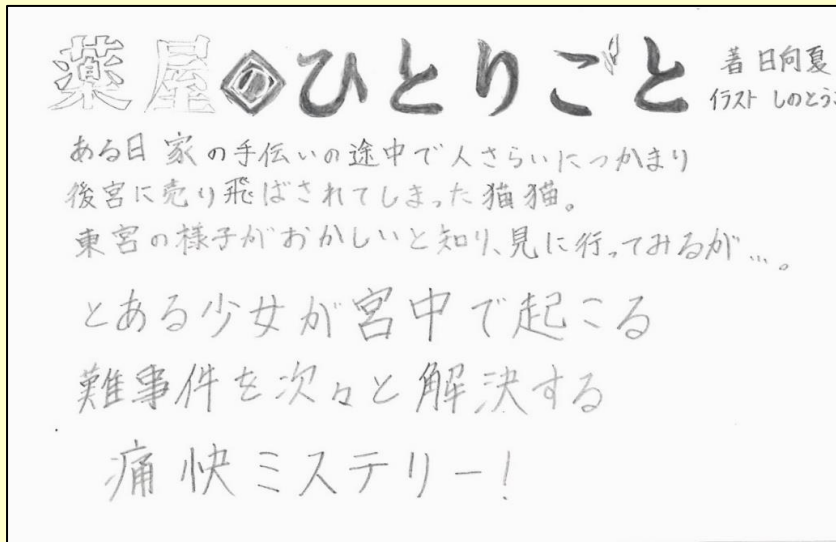 薬屋のひとりごと
著 日向夏
イラスト しのとうこ
ある日家の手伝いの途中で人さらいにつかまり
後宮に売り飛ばされてしまった猫猫。
東宮の様子がおかしいと知り、見に行ってみるが…。
とある少女が宮中で起こる
難事件を次々と解決する
痛快ミステリー!